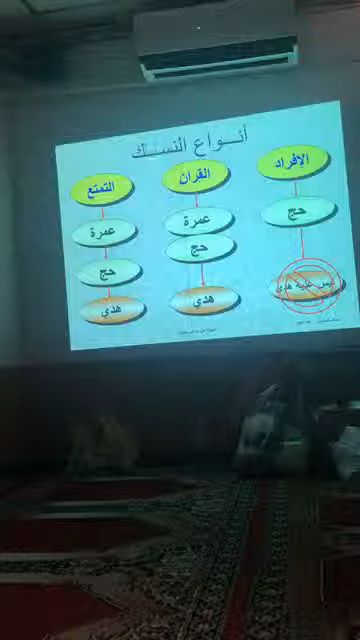 أنواع النسك
الإفراد
القران
التمتع
حج
عمرة
عمرة
حج
حج
ليس عليه هدي
هدي
هدي